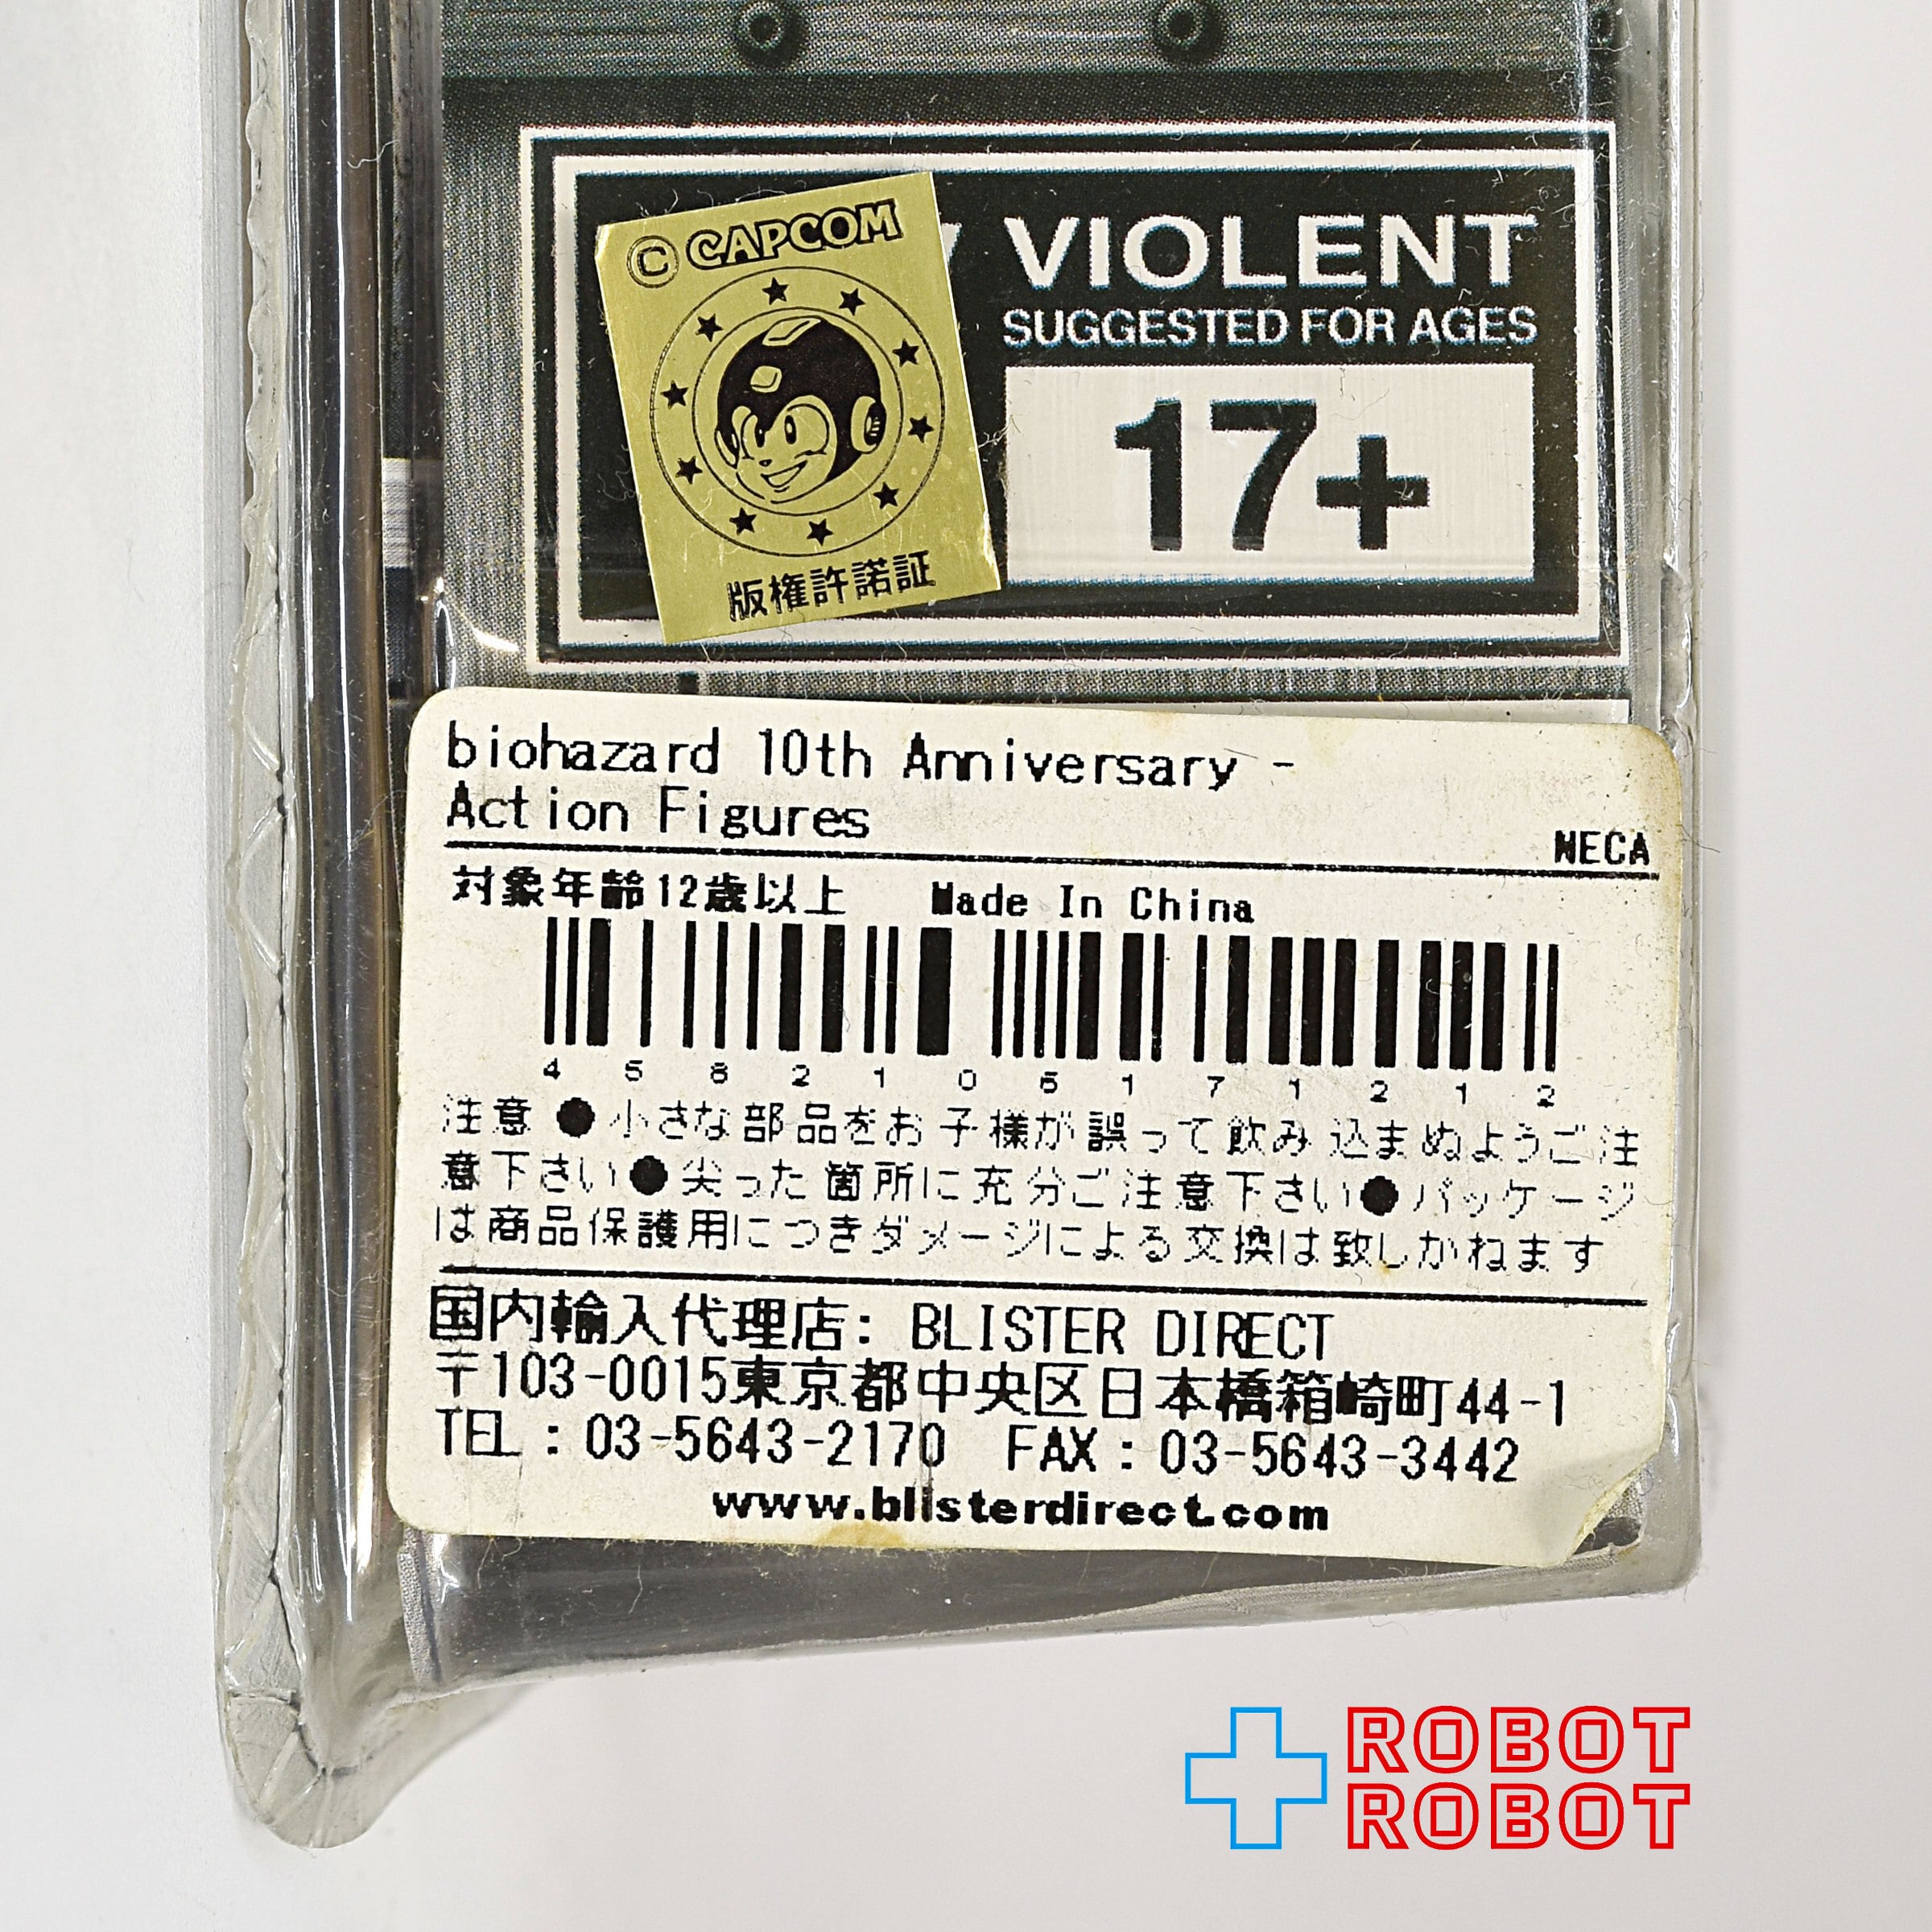 © CAPCOM
版権許諾証
VIOLENT
SUGGESTED FOR AGES
17+
biohazard 10th Anniversary -
Action Figures
NECA
対象年齢12歳以上 Made In China
4 5 8 2 1 0 6 1 7 1 2 1 2
注意 ●小さな部品をお子様が誤って飲み込まぬようご注
意下さい●尖った箇所に充分ご注意下さい●パッケージ
は商品保護用につきダメージによる交換は致しかねます
国内輸入代理店: BLISTER DIRECT
〒103-0015東京都中央区日本橋箱崎町44-1
TEL : 03-5643-2170 FAX : 03-5643-3442
www.blisterdirect.com
ROBOT
ROBOT